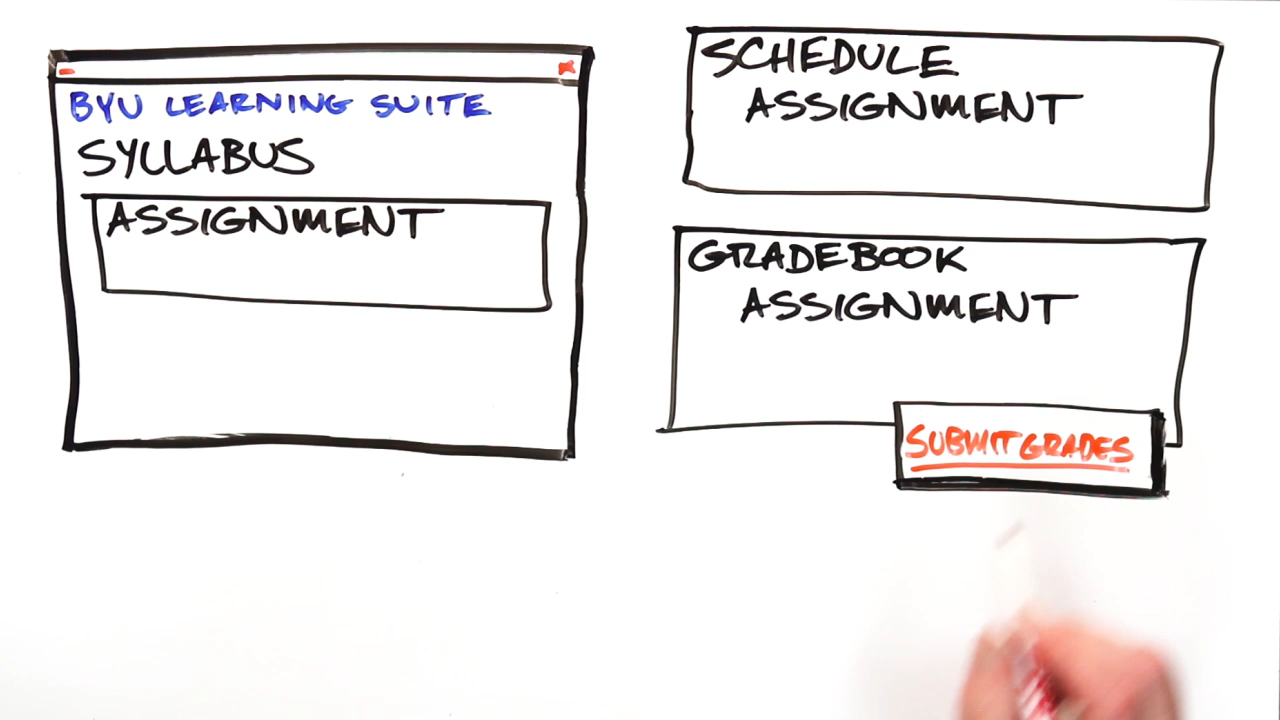 BYU LEARNING SUITE
SYLLABUS
ASSIGNMENT
SCHEDULE
ASSIGNMENT
GRADEBOOK
ASSIGNMENT
SUBMIT GRADES